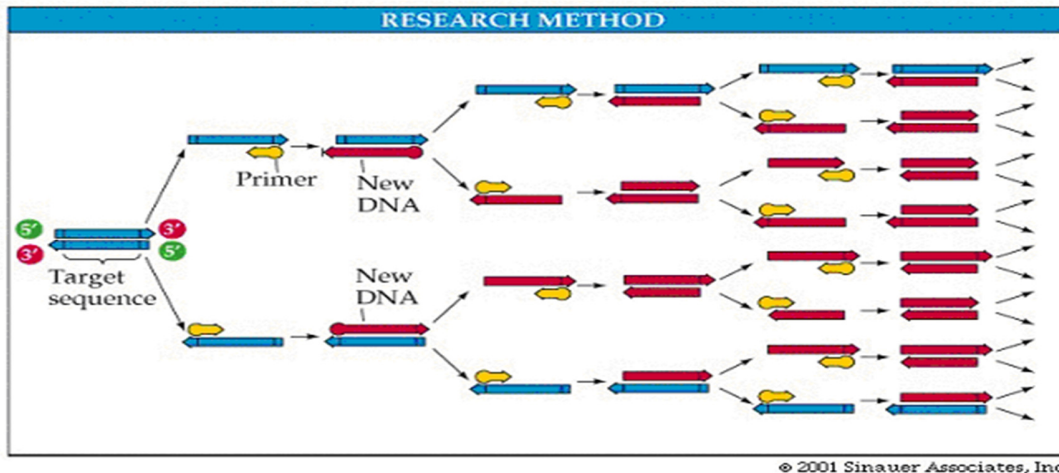 RESEARCH METHOD
Primer
New
DNA
5' 3'
3' 5'
Target
sequence
New
DNA
© 2001 Sinauer Associates, Inc